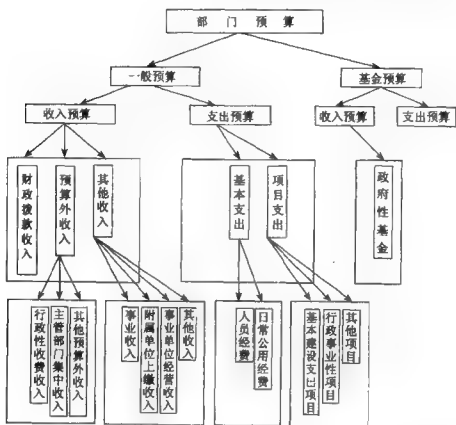 部门预算
一般预算
基金预算
收入预算
支出预算
收入预算
支出预算
财政拨款收入
预算外收入
其他收入
基本支出
项目支出
政府性基金
行政性收费收入
主管部门集中收入
其他预算外收入
事业收入
附属单位上缴收入
事业单位经营收入
其他收入
人员经费
日常公用经费
基本建设支出项目
行政事业性项目
其他项目